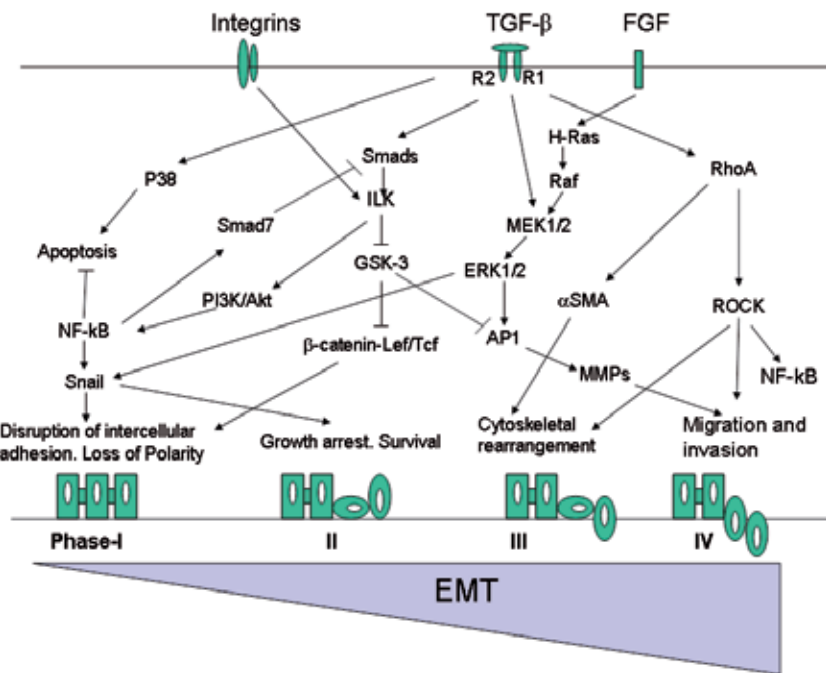 Integrins
TGF-β
FGF
R2
R1
H-Ras
Smads
RhoA
P38
Raf
ILK
Smad7
MEK1/2
Apoptosis
GSK-3
ERK1/2
PI3K/Akt
αSMA
ROCK
NF-kB
AP1
β-catenin-Lef/Tcf
MMPs
NF-kB
Snail
Disruption of intercellular
adhesion. Loss of Polarity
Growth arrest. Survival
Cytoskeletal
rearrangement
Migration and
invasion
Phase-I
II
III
IV
EMT